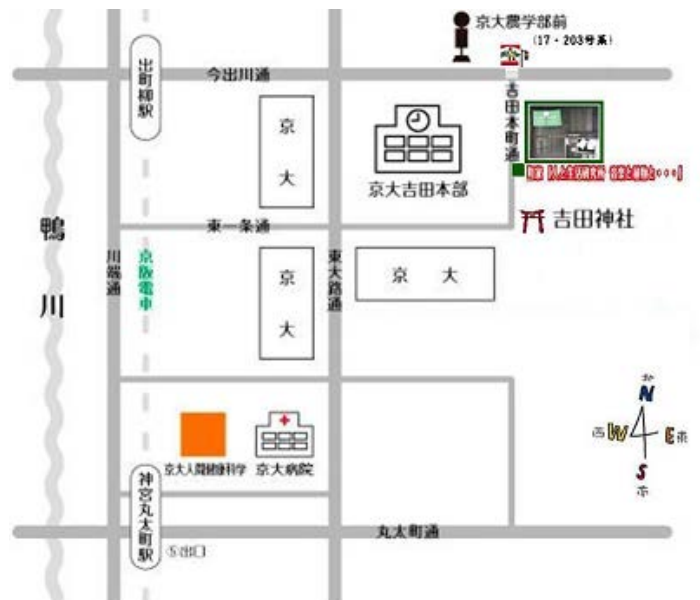 京大農学部前
(17・203号系)
出町柳駅
今出川通
吉田本町通
京大
京大吉田本部
東一条通
吉田神社
鴨川
川端通
京阪電車
京大
東大路通
京大
北
N
西
W
E
東
S
南
京大人間健康科学
京大病院
神宮丸太町駅
⑤出口
丸太町通